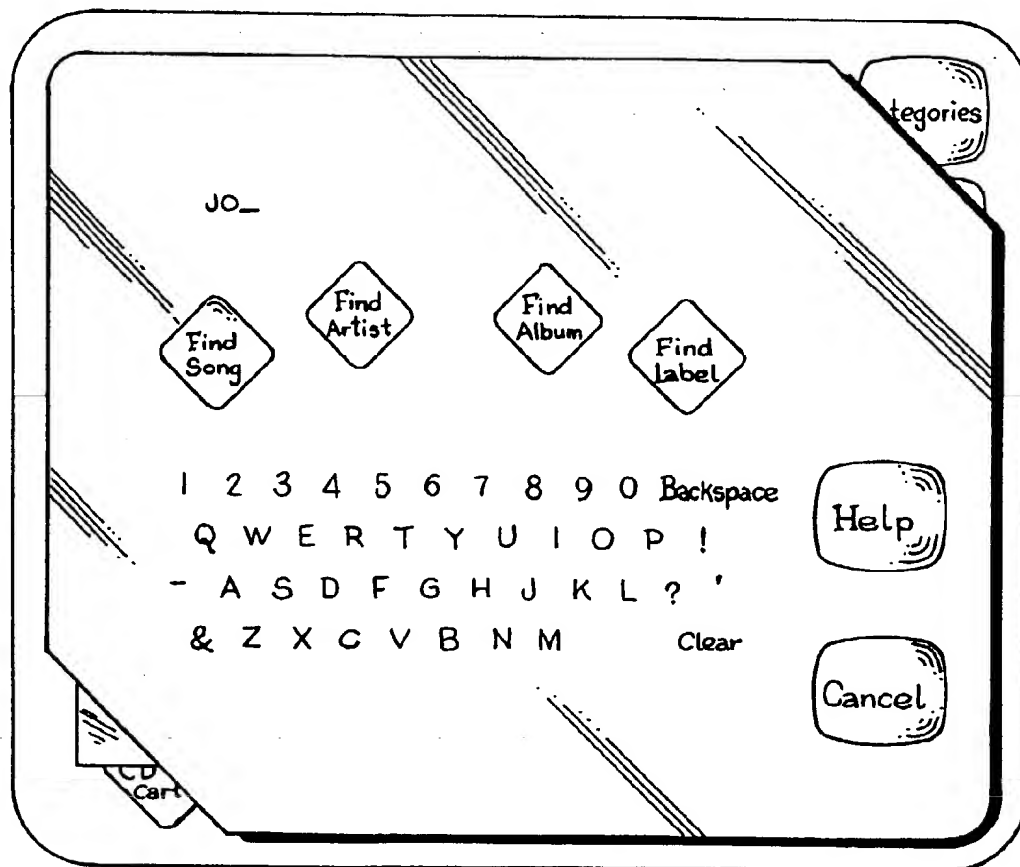 tegories
JO_
Find
Song
Find
Artist
Find
Album
Find
Label
1 2 3 4 5 6 7 8 9 0 Backspace
Q W E R T Y U I O P !
- A S D F G H J K L ? '
& Z X C V B N M Clear
Help
Cancel
CD
Cart